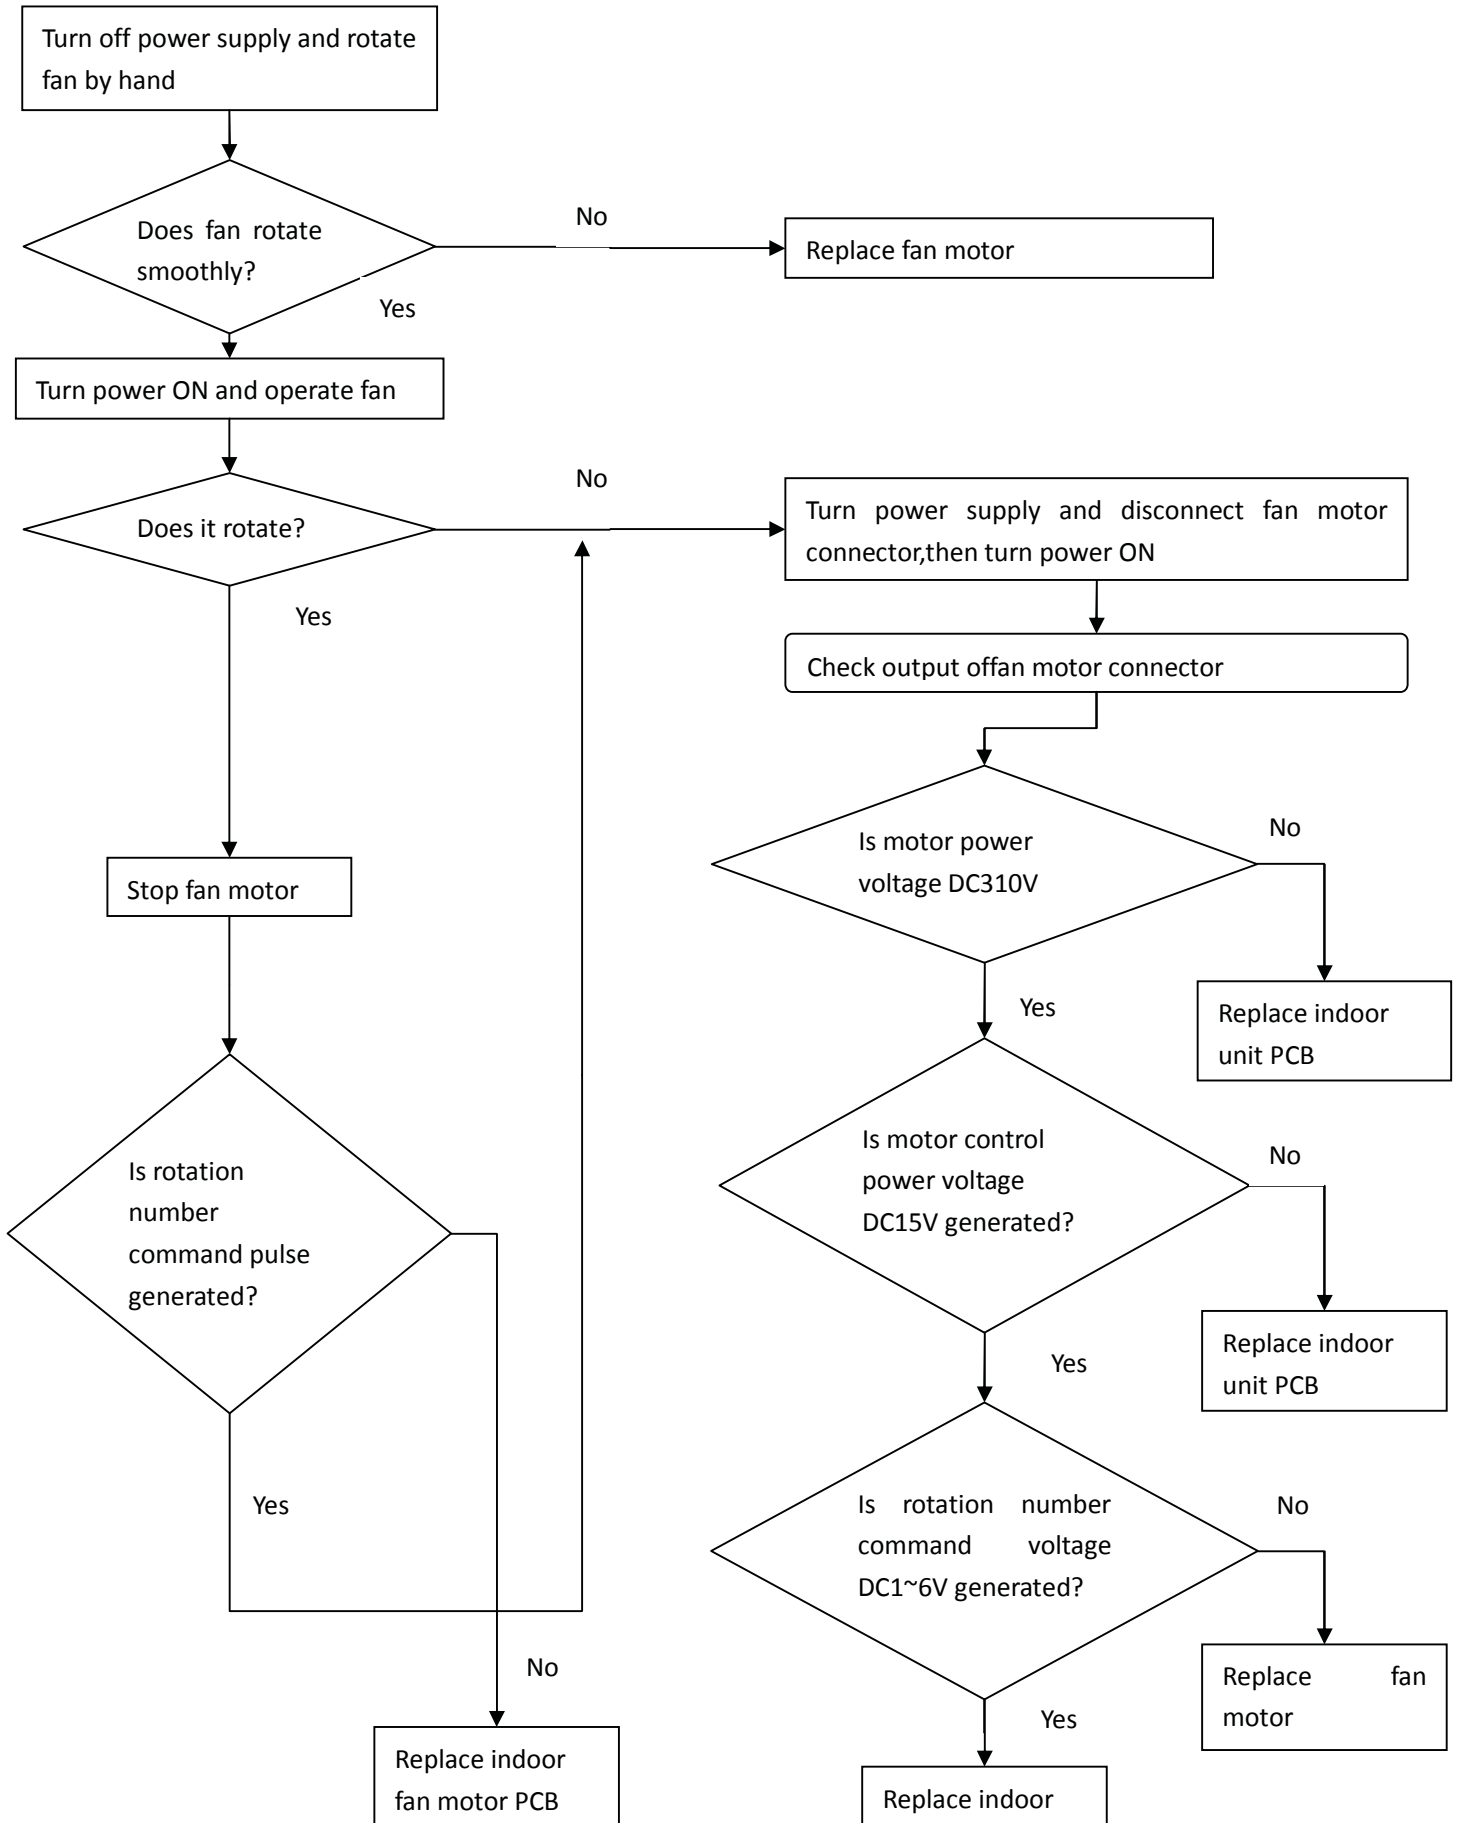 Turn off power supply and rotate
fan by hand
Does fan rotate
smoothly?
No
Replace fan motor
Yes
Turn power ON and operate fan
Does it rotate?
No
Turn power supply and disconnect fan motor
connector,then turn power ON
Yes
Check output offan motor connector
Is motor power
voltage DC310V
No
Stop fan motor
Yes
Replace indoor
unit PCB
Is motor control
power voltage
DC15V generated?
No
Is rotation
number
command pulse
generated?
Yes
Replace indoor
unit PCB
Yes
Is rotation number
command voltage
DC1~6V generated?
No
No
Replace fan
motor
Yes
Replace indoor
fan motor PCB
Replace indoor